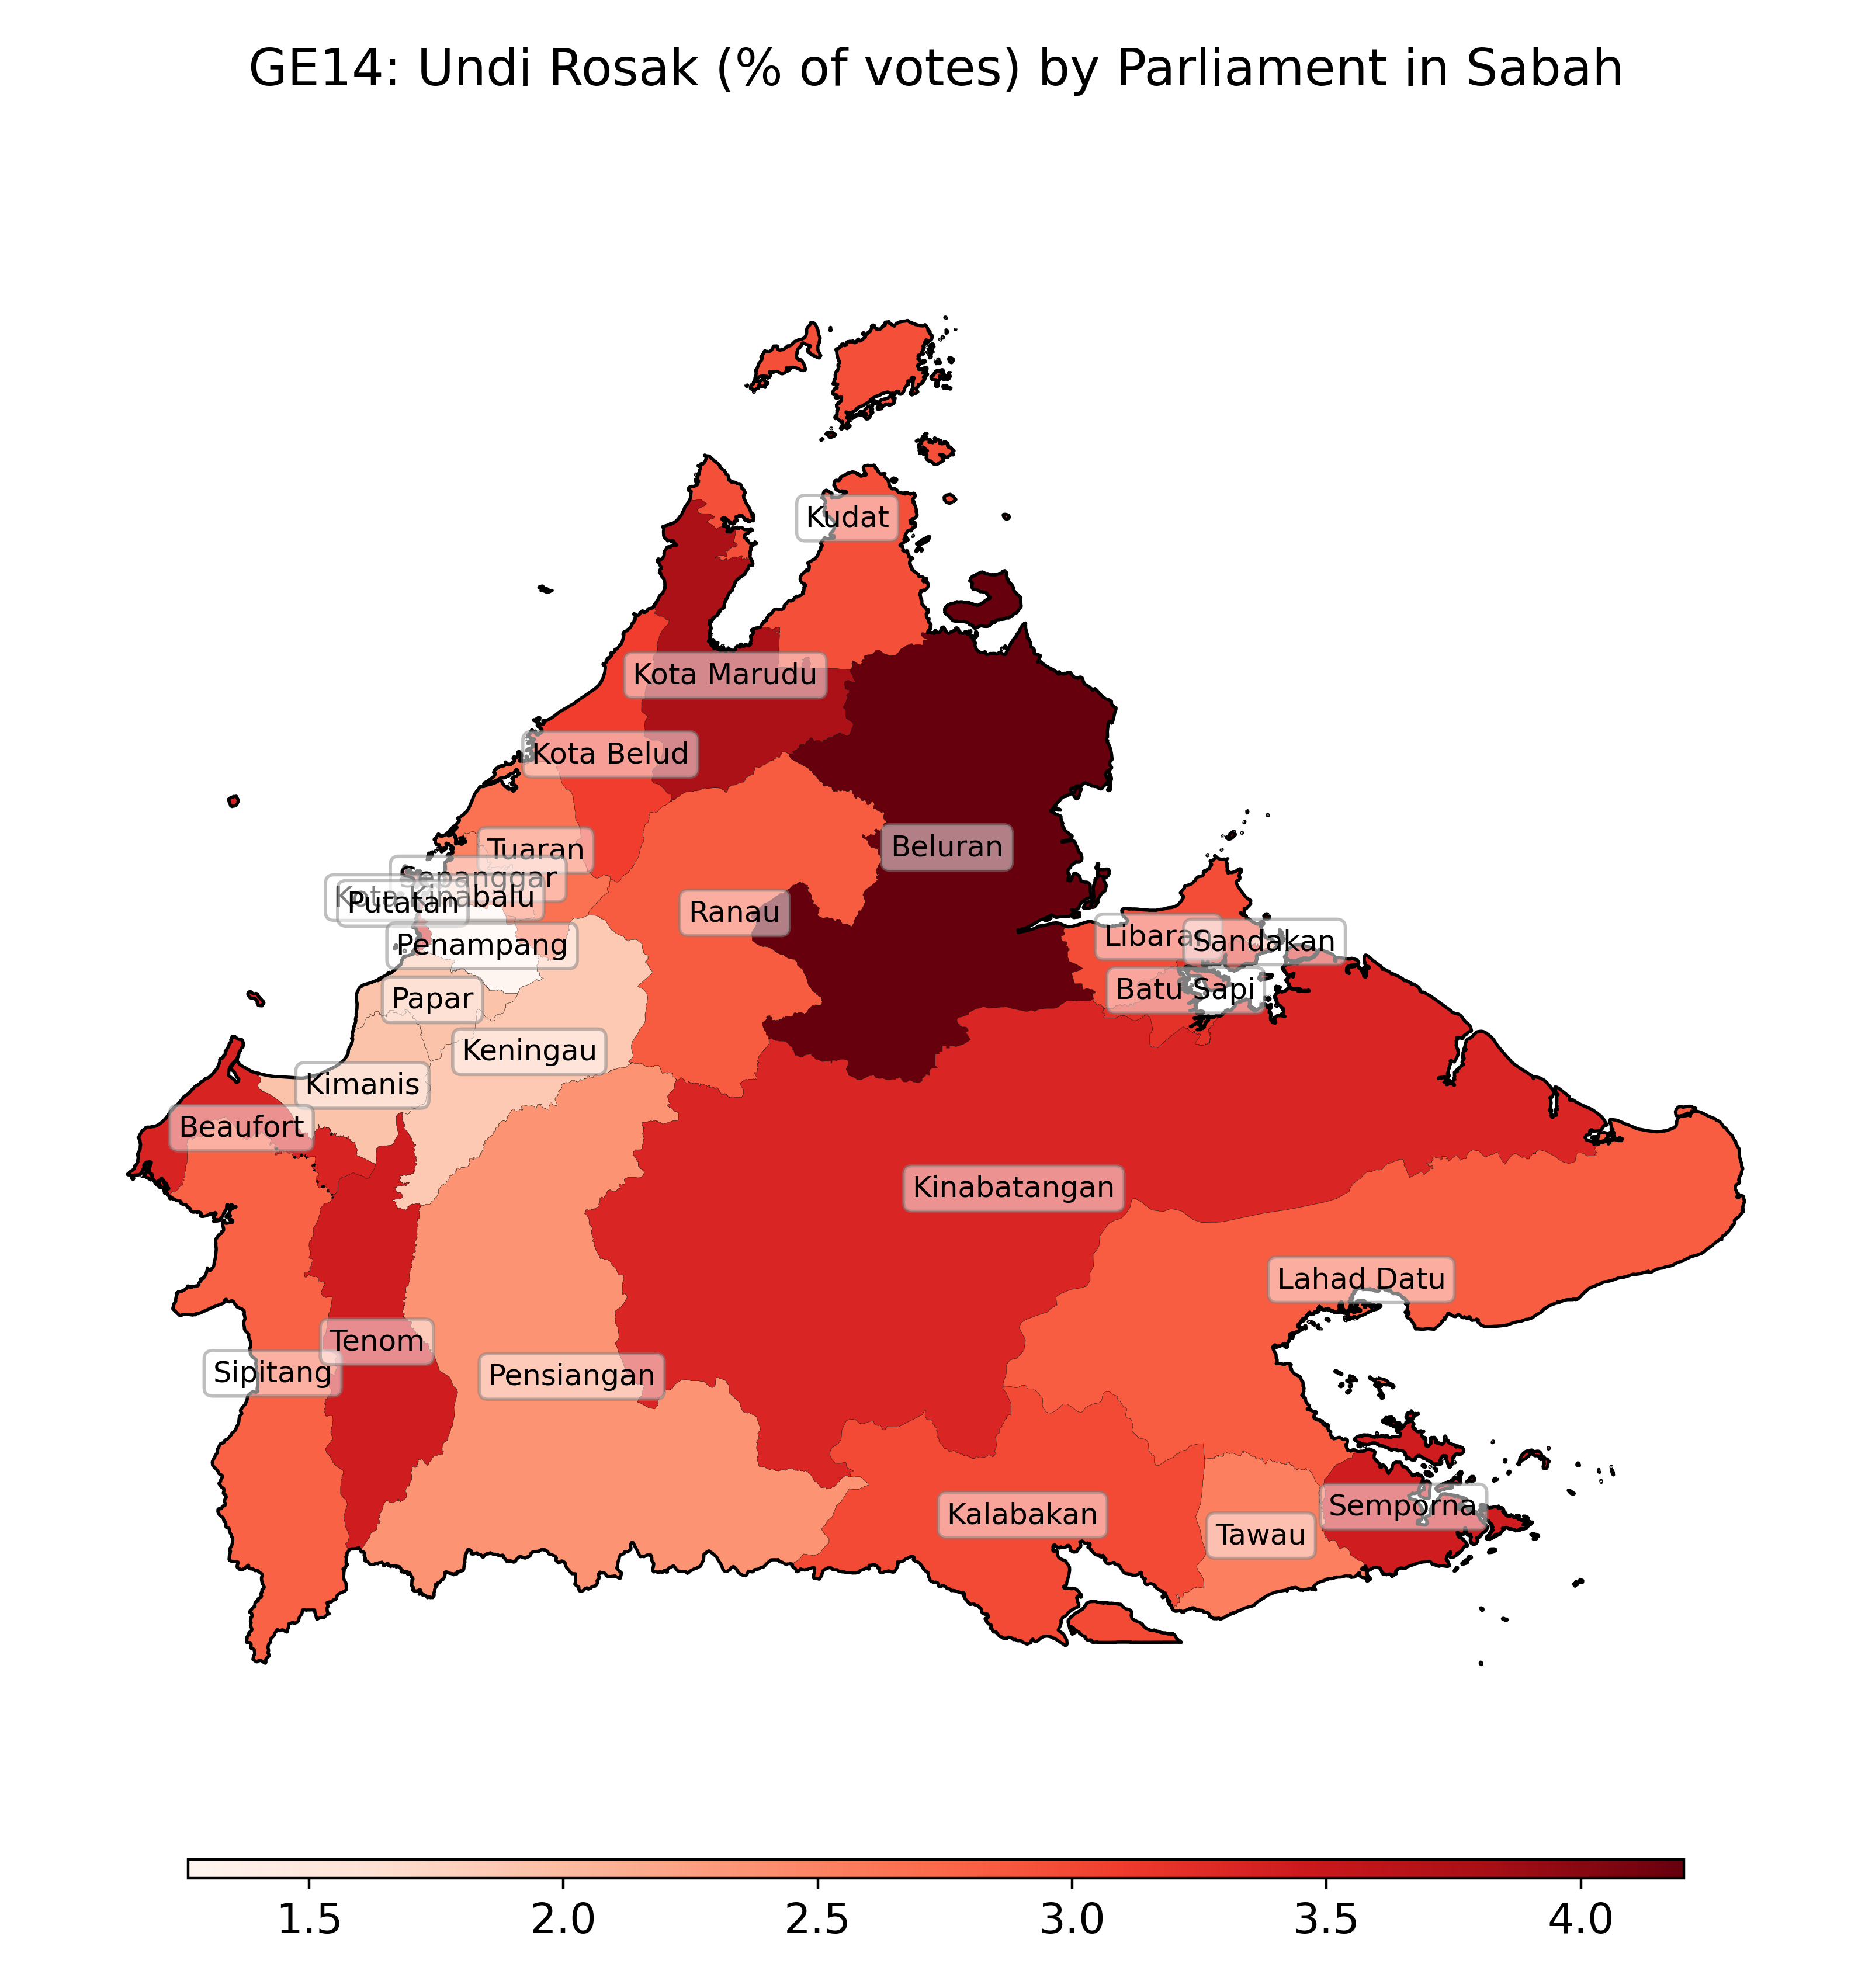 GE14: Undi Rosak (% of votes) by Parliament in Sabah
Kudat
Kota Marudu
Kota Belud
Tuaran
Beluran
Sepanggar
Kota Kinabalu
Putatan
Ranau
Libaran
Sandakan
Penampang
Batu Sapi
Papar
Keningau
Kimanis
Beaufort
Kinabatangan
Lahad Datu
Tenom
Sipitang
Pensiangan
Semporna
Kalabakan
Tawau
1.5 2.0 2.5 3.0 3.5 4.0